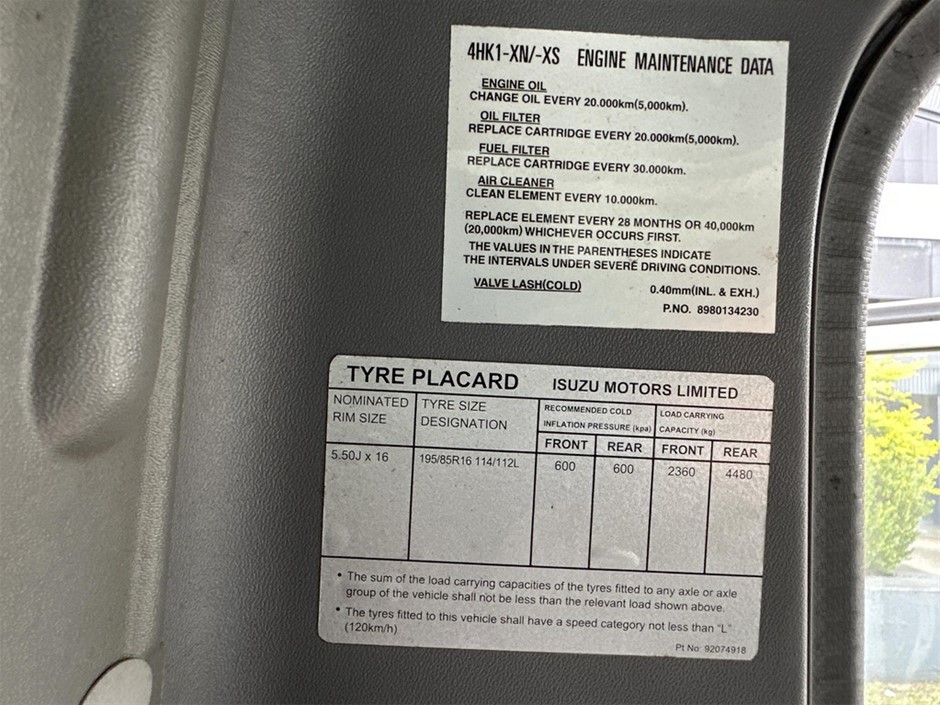 4HK1-XN/-XS ENGINE MAINTENANCE DATA
ENGINE OIL
CHANGE OIL EVERY 20.000km(5,000km).
OIL FILTER
REPLACE CARTRIDGE EVERY 20.000km(5,000km).
FUEL FILTER
REPLACE CARTRIDGE EVERY 30.000km.
AIR CLEANER
CLEAN ELEMENT EVERY 10.000km.
REPLACE ELEMENT EVERY 28 MONTHS OR 40,000km
(20,000km) WHICHEVER OCCURS FIRST.
THE VALUES IN THE PARENTHESES INDICATE
THE INTERVALS UNDER SEVERE DRIVING CONDITIONS.
VALVE LASH(COLD) 0.40mm(INL. & EXH.)
P.NO. 8980134230
TYRE PLACARD ISUZU MOTORS LIMITED
NOMINATED RIM SIZE
TYRE SIZE DESIGNATION
RECOMMENDED COLD INFLATION PRESSURE (kpa)
LOAD CARRYING CAPACITY (kg)
FRONT REAR FRONT REAR
5.50J x 16 195/85R16 114/112L 600 600 2360 4480
• The sum of the load carrying capacities of the tyres fitted to any axle or axle
group of the vehicle shall not be less than the relevant load shown above.
• The tyres fitted to this vehicle shall have a speed category not less than "L"
(120km/h)
Pt No: 92074918